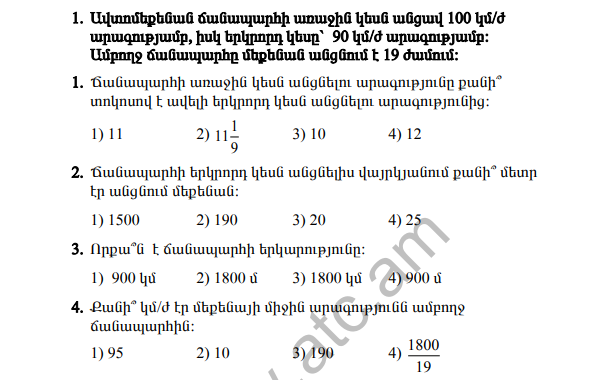 1. Ավտոմեքենան ճանապարհի առաջին կեսն անցավ 100 կմ/ժ
արագությամբ, իսկ երկրորդ կեսը՝ 90 կմ/ժ արագությամբ:
Ամբողջ ճանապարհը մեքենան անցնում է 19 ժամում:
1. Ճանապարհի առաջին կեսն անցնելու արագությունը քանի՞
տոկոսով է ավելի երկրորդ կեսն անցնելու արագությունից:
1) 11 2) 11 1/9 3) 10 4) 12
2. Ճանապարհի երկրորդ կեսն անցնելիս վայրկյանում քանի՞ մետր
էր անցնում մեքենան:
1) 1500 2) 190 3) 20 4) 25
3. Որքա՞ն է ճանապարհի երկարությունը:
1) 900 կմ 2) 1800 մ 3) 1800 կմ 4) 900 մ
4. Քանի՞ կմ/ժ էր մեքենայի միջին արագությունն ամբողջ
ճանապարհին:
1) 95 2) 10 3) 190 4) 1800/19
.atc.am